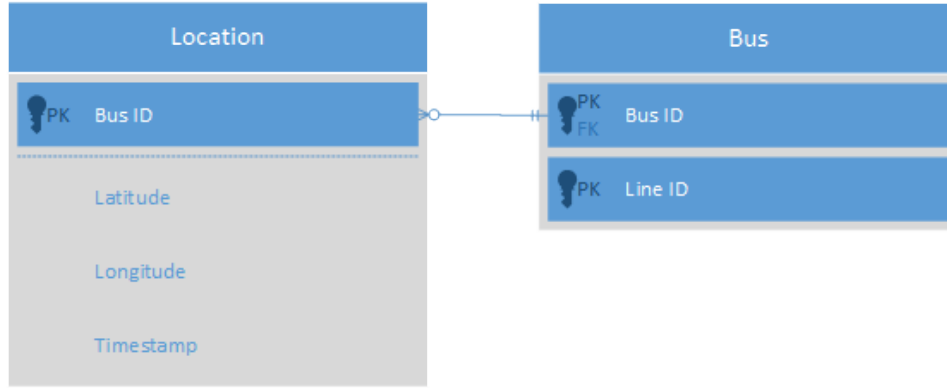 Location
PK Bus ID
Latitude
Longitude
Timestamp
Bus
PK
FK
Bus ID
PK Line ID